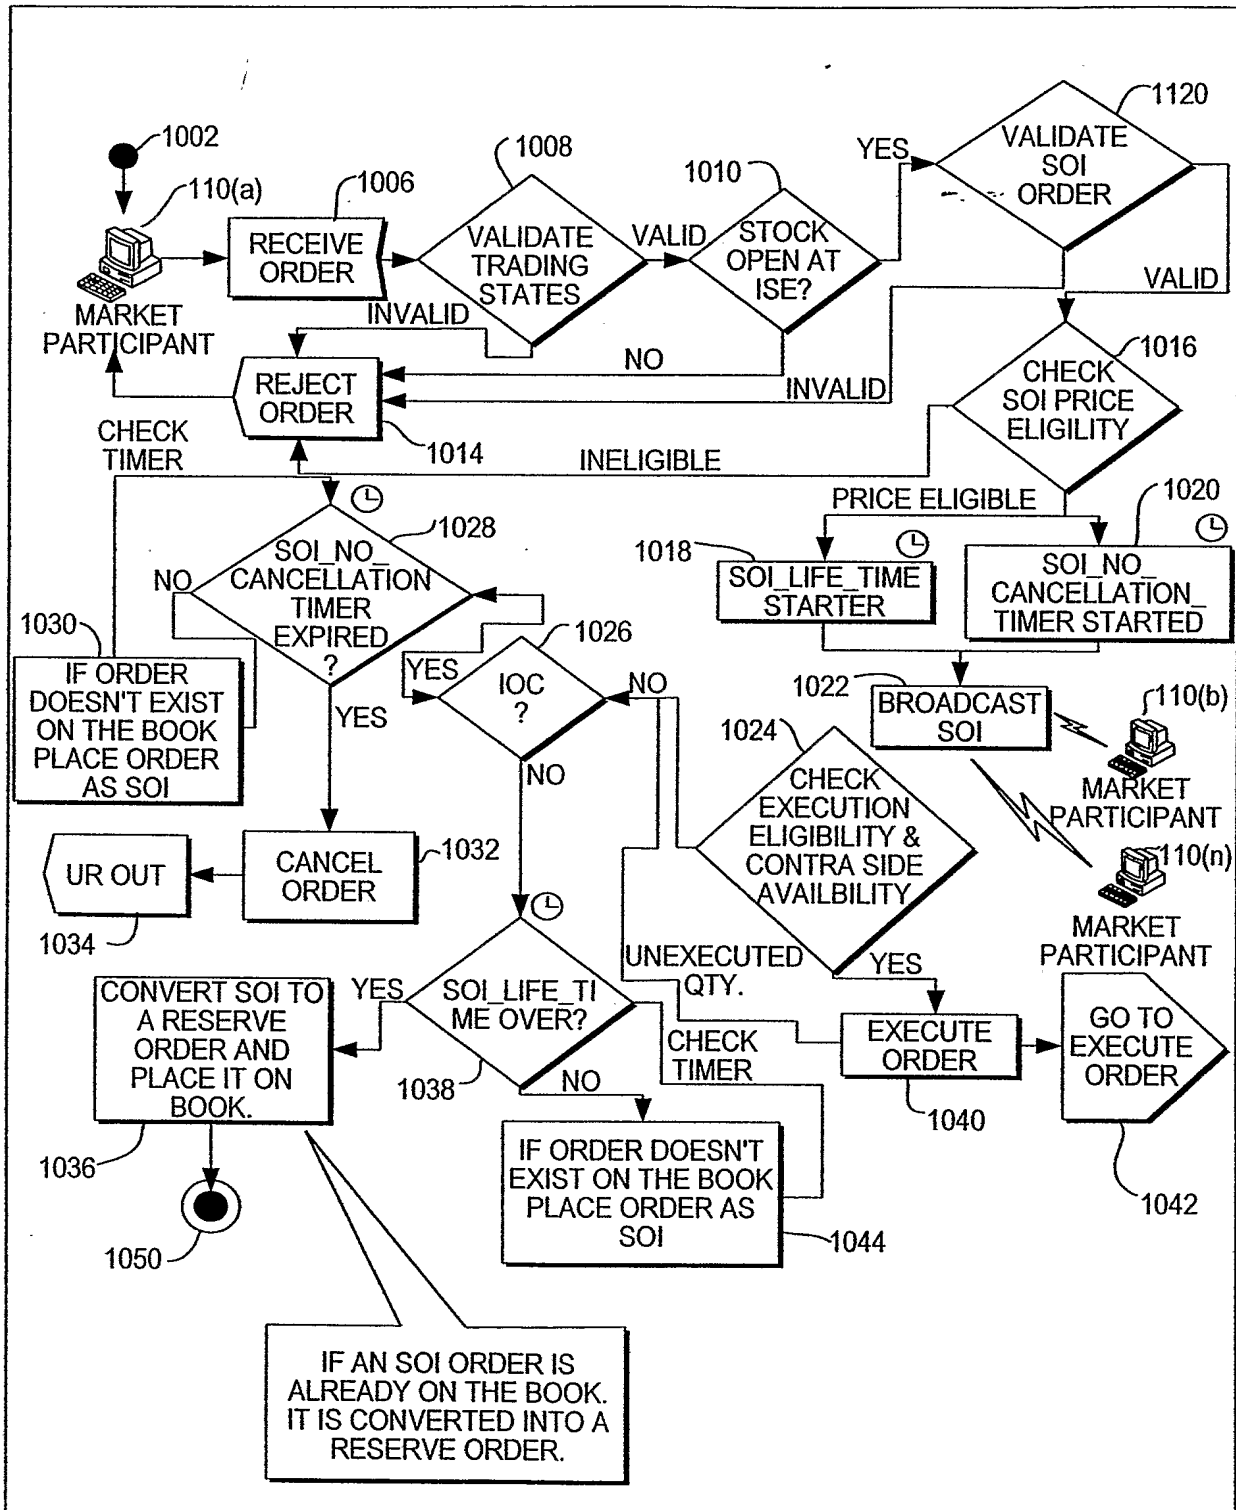 1002
110(a)
MARKET
PARTICIPANT
1006
RECEIVE
ORDER
1008
VALIDATE
TRADING
STATES
VALID
INVALID
1010
STOCK
OPEN AT
ISE?
YES
NO
1120
VALIDATE
SOI
ORDER
VALID
INVALID
REJECT
ORDER
1014
1016
CHECK
SOI PRICE
ELIGILITY
INELIGIBLE
PRICE ELIGIBLE
CHECK
TIMER
1018
SOI_LIFE_TIME
STARTER
1020
SOI_NO_
CANCELLATION_
TIMER STARTED
1022
BROADCAST
SOI
110(b)
MARKET
PARTICIPANT
110(n)
MARKET
PARTICIPANT
1028
SOI_NO_
CANCELLATION
TIMER
EXPIRED
?
NO
YES
1030
IF ORDER
DOESN'T EXIST
ON THE BOOK
PLACE ORDER
AS SOI
1026
IOC
?
YES
NO
NO
1024
CHECK
EXECUTION
ELIGIBILITY &
CONTRA SIDE
AVAILBILITY
YES
UNEXECUTED
QTY.
CANCEL
ORDER
1032
UR OUT
1034
CONVERT SOI TO
A RESERVE
ORDER AND
PLACE IT ON
BOOK.
1036
YES
SOI_LIFE_TI
ME OVER?
1038
NO
CHECK
TIMER
EXECUTE
ORDER
1040
GO TO
EXECUTE
ORDER
1042
IF ORDER DOESN'T
EXIST ON THE BOOK
PLACE ORDER AS
SOI
1044
1050
IF AN SOI ORDER IS
ALREADY ON THE BOOK.
IT IS CONVERTED INTO A
RESERVE ORDER.